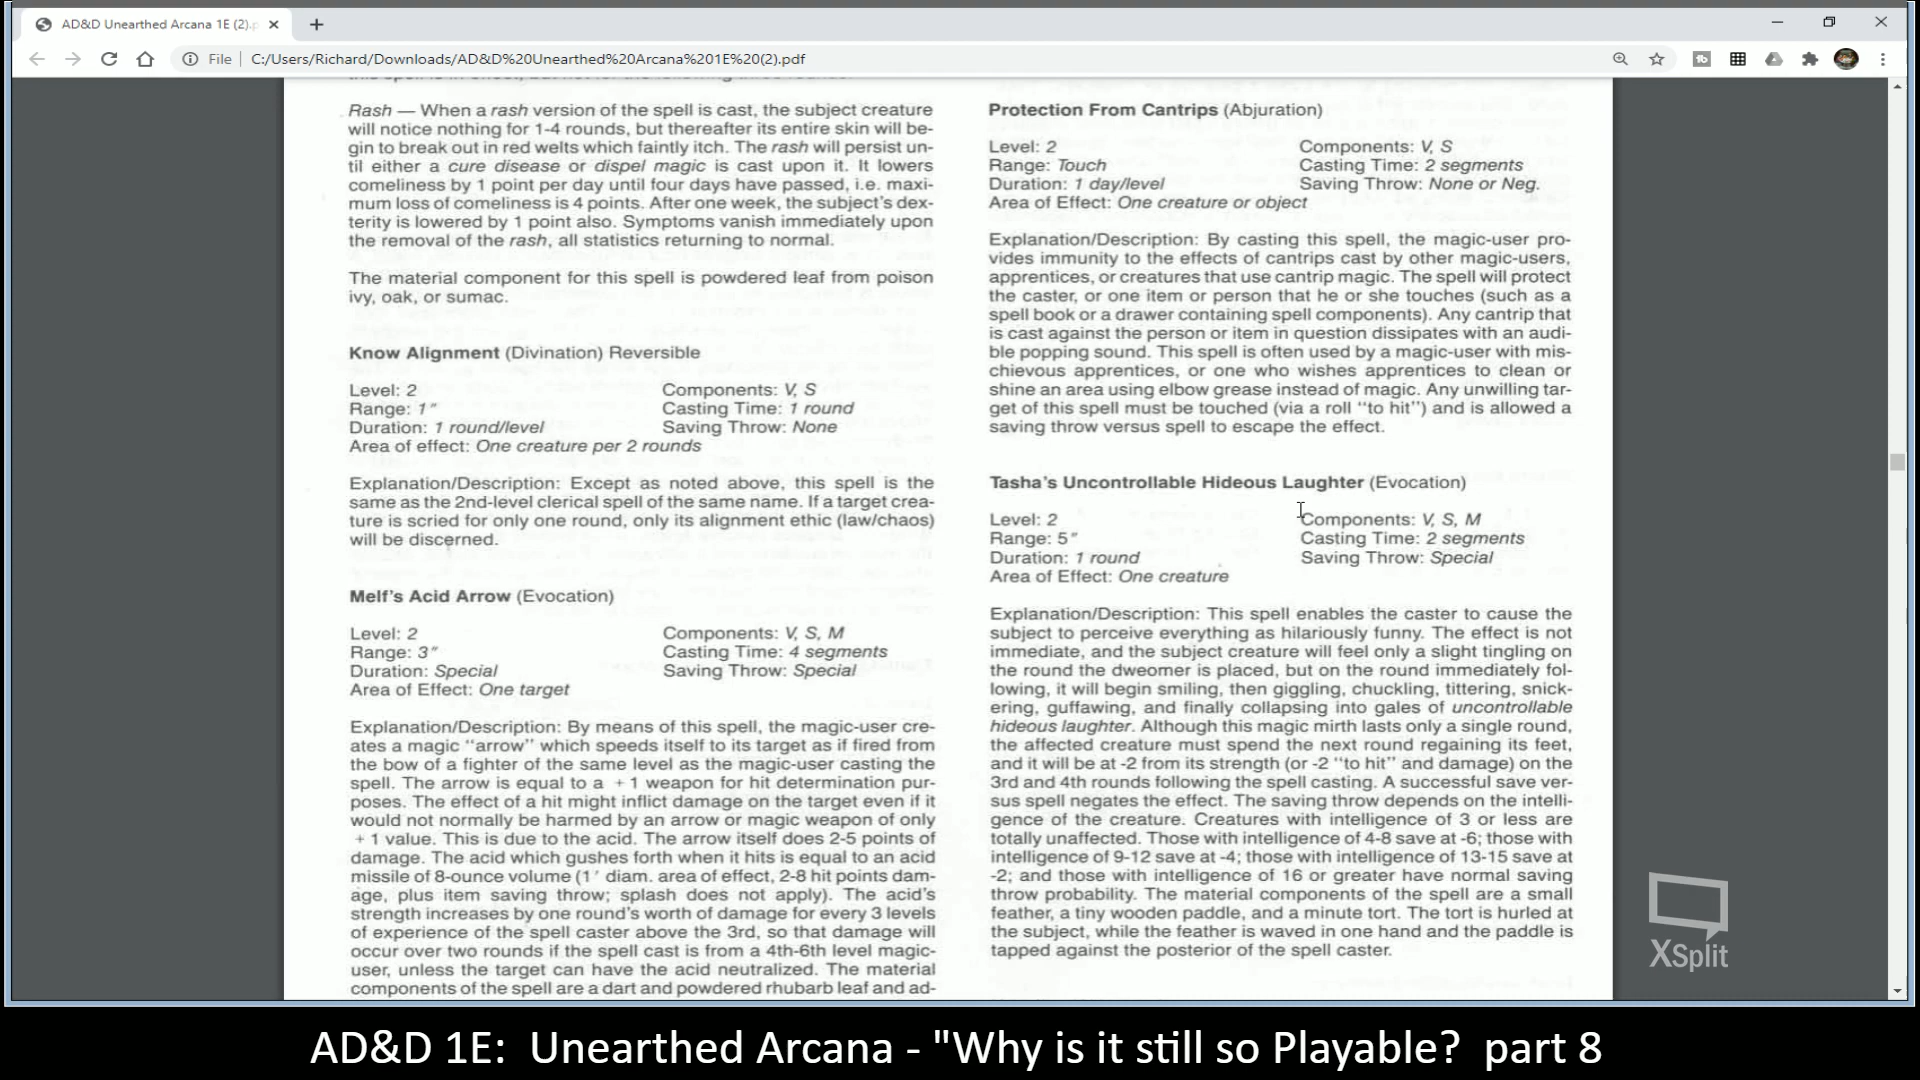 AD&D Unearthed Arcana 1E (2).p
File
C:/Users/Richard/Downloads/AD&D%20Unearthed%20Arcana%201E%20(2).pdf
Rash — When a rash version of the spell is cast, the subject creature
will notice nothing for 1-4 rounds, but thereafter its entire skin will be-
gin to break out in red welts which faintly itch. The rash will persist un-
til either a cure disease or dispel magic is cast upon it. It lowers
comeliness by 1 point per day until four days have passed, i.e. maxi-
mum loss of comeliness is 4 points. After one week, the subject's dex-
terity is lowered by 1 point also. Symptoms vanish immediately upon
the removal of the rash, all statistics returning to normal.
The material component for this spell is powdered leaf from poison
ivy, oak, or sumac.
Know Alignment (Divination) Reversible
Level: 2
Components: V, S
Range: 1″
Casting Time: 1 round
Duration: 1 round/level
Saving Throw: None
Area of effect: One creature per 2 rounds
Explanation/Description: Except as noted above, this spell is the
same as the 2nd-level clerical spell of the same name. If a target crea-
ture is scried for only one round, only its alignment ethic (law/chaos)
will be discerned.
Melf's Acid Arrow (Evocation)
Level: 2
Components: V, S, M
Range: 3″
Casting Time: 4 segments
Duration: Special
Saving Throw: Special
Area of Effect: One target
Explanation/Description: By means of this spell, the magic-user cre-
ates a magic "arrow" which speeds itself to its target as if fired from
the bow of a fighter of the same level as the magic-user casting the
spell. The arrow is equal to a +1 weapon for hit determination pur-
poses. The effect of a hit might inflict damage on the target even if it
would not normally be harmed by an arrow or magic weapon of only
+1 value. This is due to the acid. The arrow itself does 2-5 points of
damage. The acid which gushes forth when it hits is equal to an acid
missile of 8-ounce volume (1′ diam. area of effect, 2-8 hit points dam-
age, plus item saving throw; splash does not apply). The acid's
strength increases by one round's worth of damage for every 3 levels
of experience of the spell caster above the 3rd, so that damage will
occur over two rounds if the spell cast is from a 4th-6th level magic-
user, unless the target can have the acid neutralized. The material
components of the spell are a dart and powdered rhubarb leaf and ad-
Protection From Cantrips (Abjuration)
Level: 2
Components: V, S
Range: Touch
Casting Time: 2 segments
Duration: 1 day/level
Saving Throw: None or Neg.
Area of Effect: One creature or object
Explanation/Description: By casting this spell, the magic-user pro-
vides immunity to the effects of cantrips cast by other magic-users,
apprentices, or creatures that use cantrip magic. The spell will protect
the caster, or one item or person that he or she touches (such as a
spell book or a drawer containing spell components). Any cantrip that
is cast against the person or item in question dissipates with an audi-
ble popping sound. This spell is often used by a magic-user with mis-
chievous apprentices, or one who wishes apprentices to clean or
shine an area using elbow grease instead of magic. Any unwilling tar-
get of this spell must be touched (via a roll "to hit") and is allowed a
saving throw versus spell to escape the effect.
Tasha's Uncontrollable Hideous Laughter (Evocation)
Level: 2
Components: V, S, M
Range: 5″
Casting Time: 2 segments
Duration: 1 round
Saving Throw: Special
Area of Effect: One creature
Explanation/Description: This spell enables the caster to cause the
subject to perceive everything as hilariously funny. The effect is not
immediate, and the subject creature will feel only a slight tingling on
the round the dweomer is placed, but on the round immediately fol-
lowing, it will begin smiling, then giggling, chuckling, tittering, snick-
ering, guffawing, and finally collapsing into gales of uncontrollable
hideous laughter. Although this magic mirth lasts only a single round,
the affected creature must spend the next round regaining its feet,
and it will be at -2 from its strength (or -2 "to hit" and damage) on the
3rd and 4th rounds following the spell casting. A successful save ver-
sus spell negates the effect. The saving throw depends on the intelli-
gence of the creature. Creatures with intelligence of 3 or less are
totally unaffected. Those with intelligence of 4-8 save at -6; those with
intelligence of 9-12 save at -4; those with intelligence of 13-15 save at
-2; and those with intelligence of 16 or greater have normal saving
throw probability. The material components of the spell are a small
feather, a tiny wooden paddle, and a minute tort. The tort is hurled at
the subject, while the feather is waved in one hand and the paddle is
tapped against the posterior of the spell caster.
XSplit
AD&D 1E: Unearthed Arcana - "Why is it still so Playable? part 8